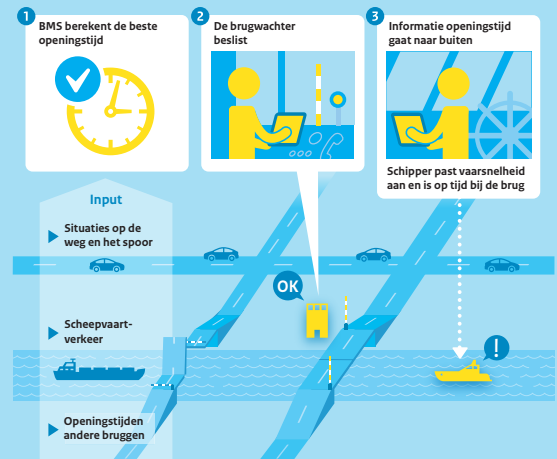 1
BMS berekent de beste
openingstijd
2
De brugwachter
beslist
3
Informatie openingstijd
gaat naar buiten
Schipper past vaarsnelheid
aan en is op tijd bij de brug
Input
Situaties op de
weg en het spoor
OK
Scheepvaart-
verkeer
!
Openingstijden
andere bruggen